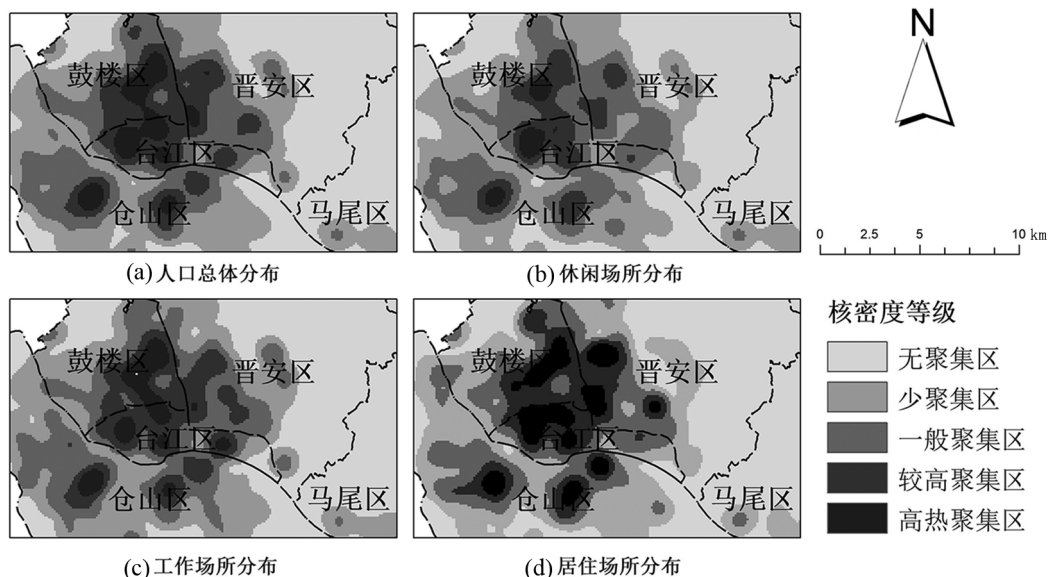 鼓楼区
晋安区
台江区
仓山区
马尾区
(a)人口总体分布
鼓楼区
晋安区
台江区
仓山区
马尾区
(b)休闲场所分布
N
0 2.5 5 10 km
鼓楼区
晋安区
台江区
仓山区
马尾区
(c)工作场所分布
鼓楼区
晋安区
台江区
仓山区
马尾区
(d)居住场所分布
核密度等级
无聚集区
少聚集区
一般聚集区
较高聚集区
高热聚集区